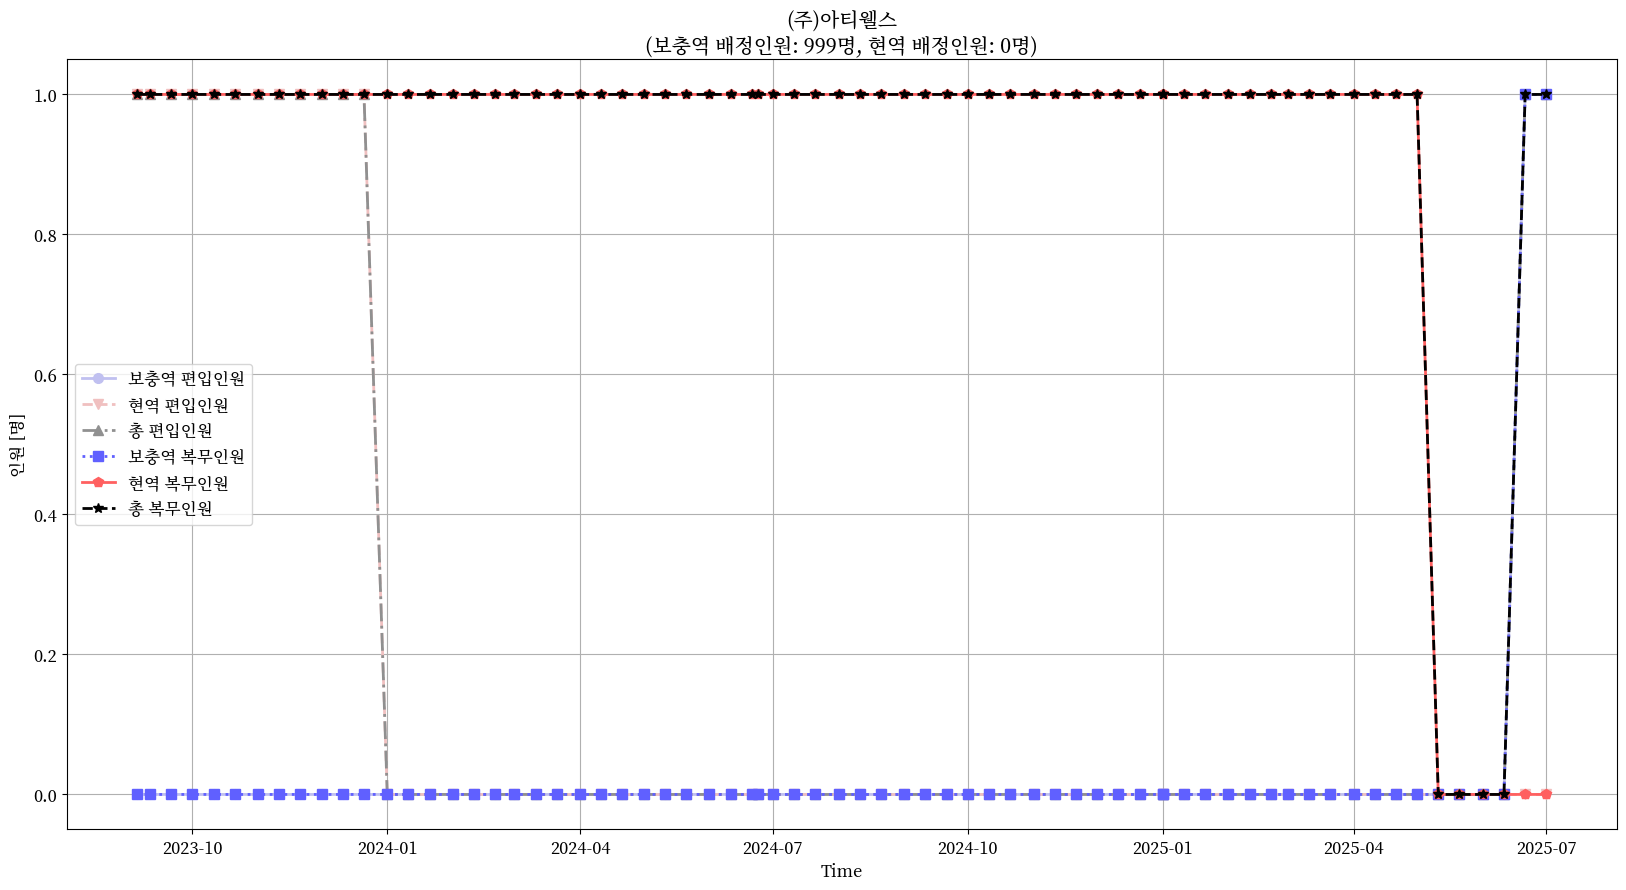 (주)아티웰스
(보충역 배정인원: 999명, 현역 배정인원: 0명)
1.0
0.8
0.6
0.4
0.2
0.0
인원 [명]
보충역 편입인원
현역 편입인원
총 편입인원
보충역 복무인원
현역 복무인원
총 복무인원
2023-10
2024-01
2024-04
2024-07
2024-10
2025-01
2025-04
2025-07
Time